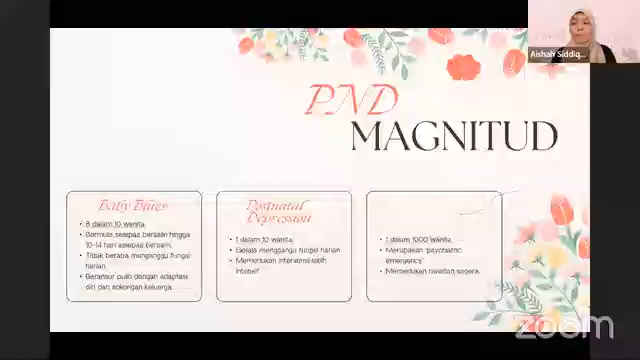 Aishah Siddiq...
PND
MAGNITUD
Baby Blues
• 8 dalam 10 wanita.
• Bermula selepas bersalin hingga
10-14 hari selepas bersalin.
• Tidak berapa menganggu fungsi
harian.
• Beransur pulih dengan adaptasi
diri dan sokongan keluarga.
Postnatal
Depression
• 1 dalam 10 wanita.
• Gejala mengganggu fungsi harian
• Memerlukan intervensi lebih
intensif
• 1 dalam 1000 wanita
• Merupakan 'psychiatric
emergency'
• Memerlukan rawatan segera.
zoom